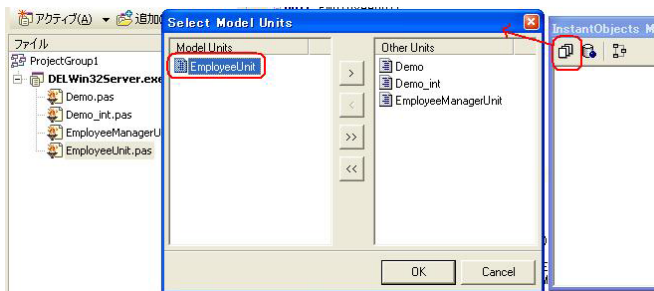 アクティブ(A)
追加
ファイル
ProjectGroup1
DELWin32Server.exe
Demo.pas
Demo_int.pas
EmployeeManagerU
EmployeeUnit.pas
Select Model Units
Model Units
EmployeeUnit
>
<
>>
<<
Other Units
Demo
Demo_int
EmployeeManagerUnit
OK
Cancel
InstantObjects M